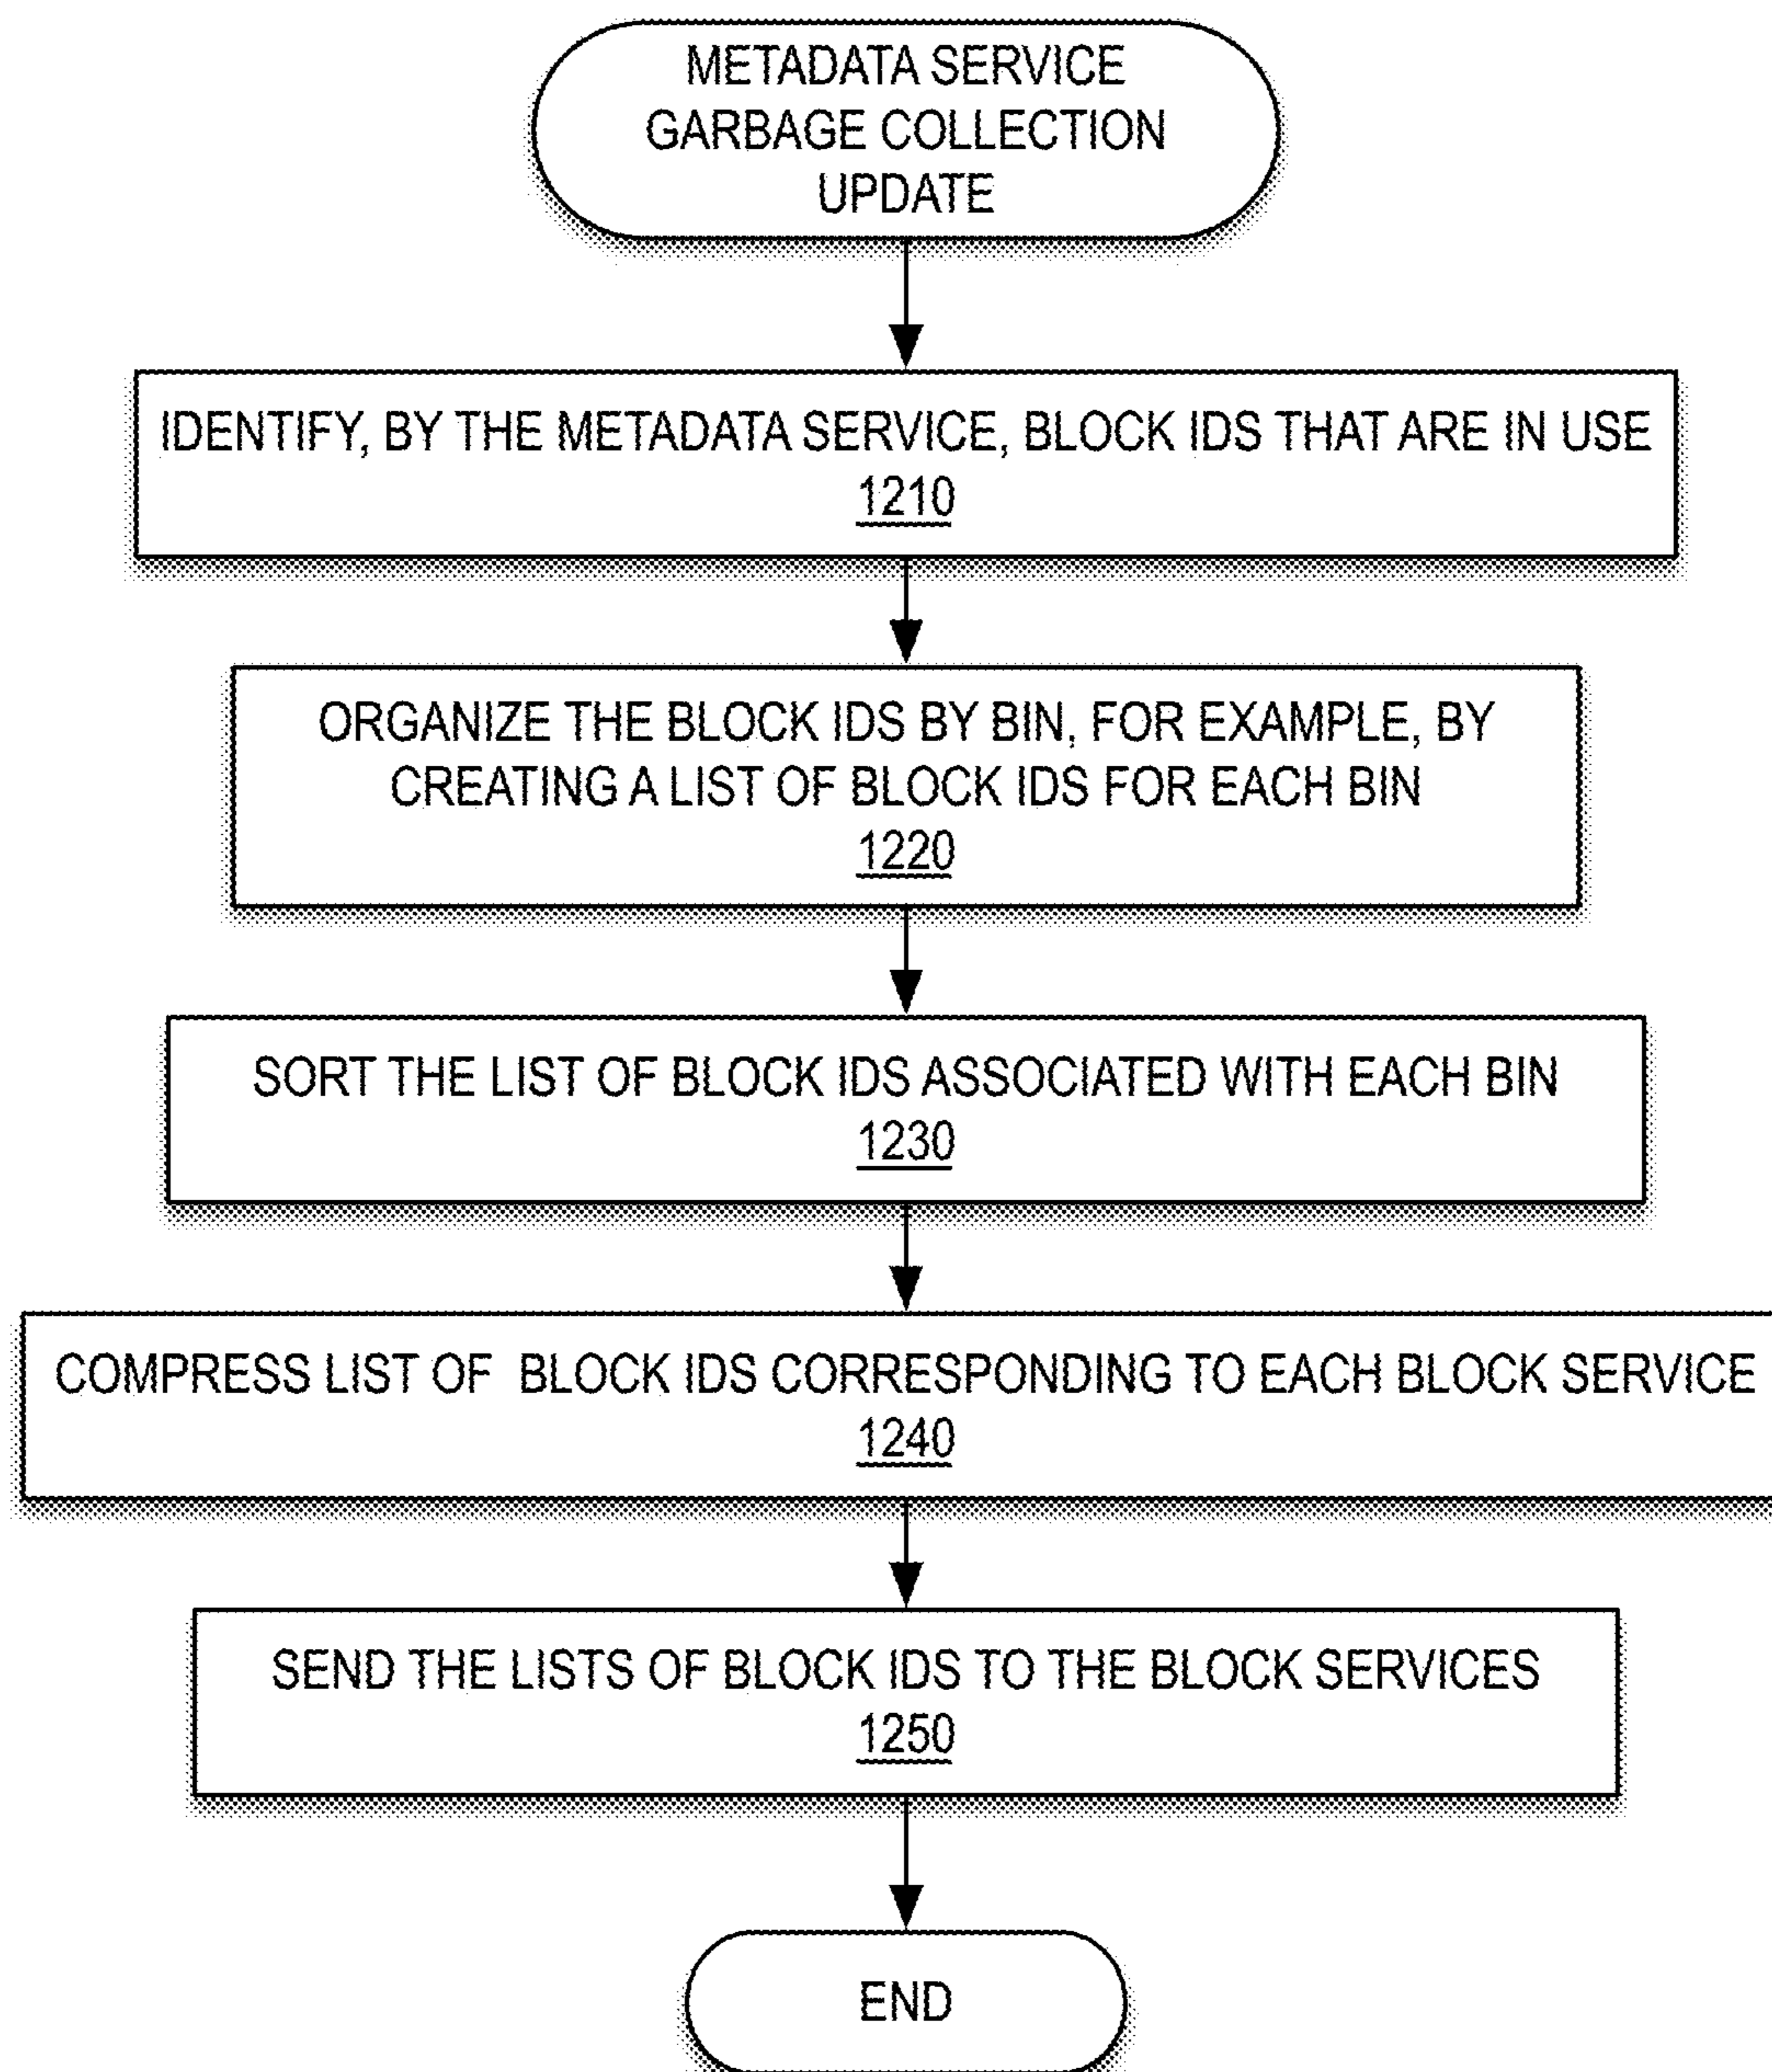 METADATA SERVICE
GARBAGE COLLECTION
UPDATE
IDENTIFY, BY THE METADATA SERVICE, BLOCK IDS THAT ARE IN USE
1210
ORGANIZE THE BLOCK IDS BY BIN, FOR EXAMPLE, BY
CREATING A LIST OF BLOCK IDS FOR EACH BIN
1220
SORT THE LIST OF BLOCK IDS ASSOCIATED WITH EACH BIN
1230
COMPRESS LIST OF BLOCK IDS CORRESPONDING TO EACH BLOCK SERVICE
1240
SEND THE LISTS OF BLOCK IDS TO THE BLOCK SERVICES
1250
END